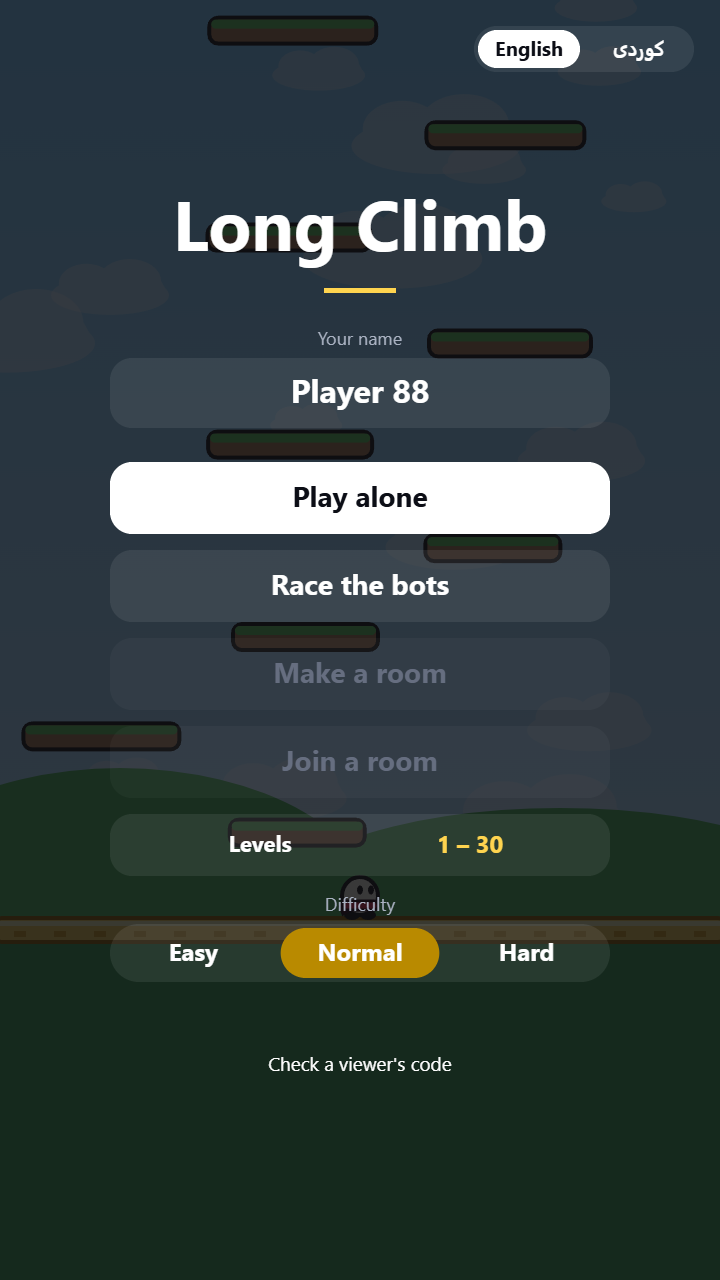 English
کوردی
Long Climb
Your name
Player 88
Play alone
Race the bots
Make a room
Join a room
Levels 1 – 30
Difficulty
Easy Normal Hard
Check a viewer's code